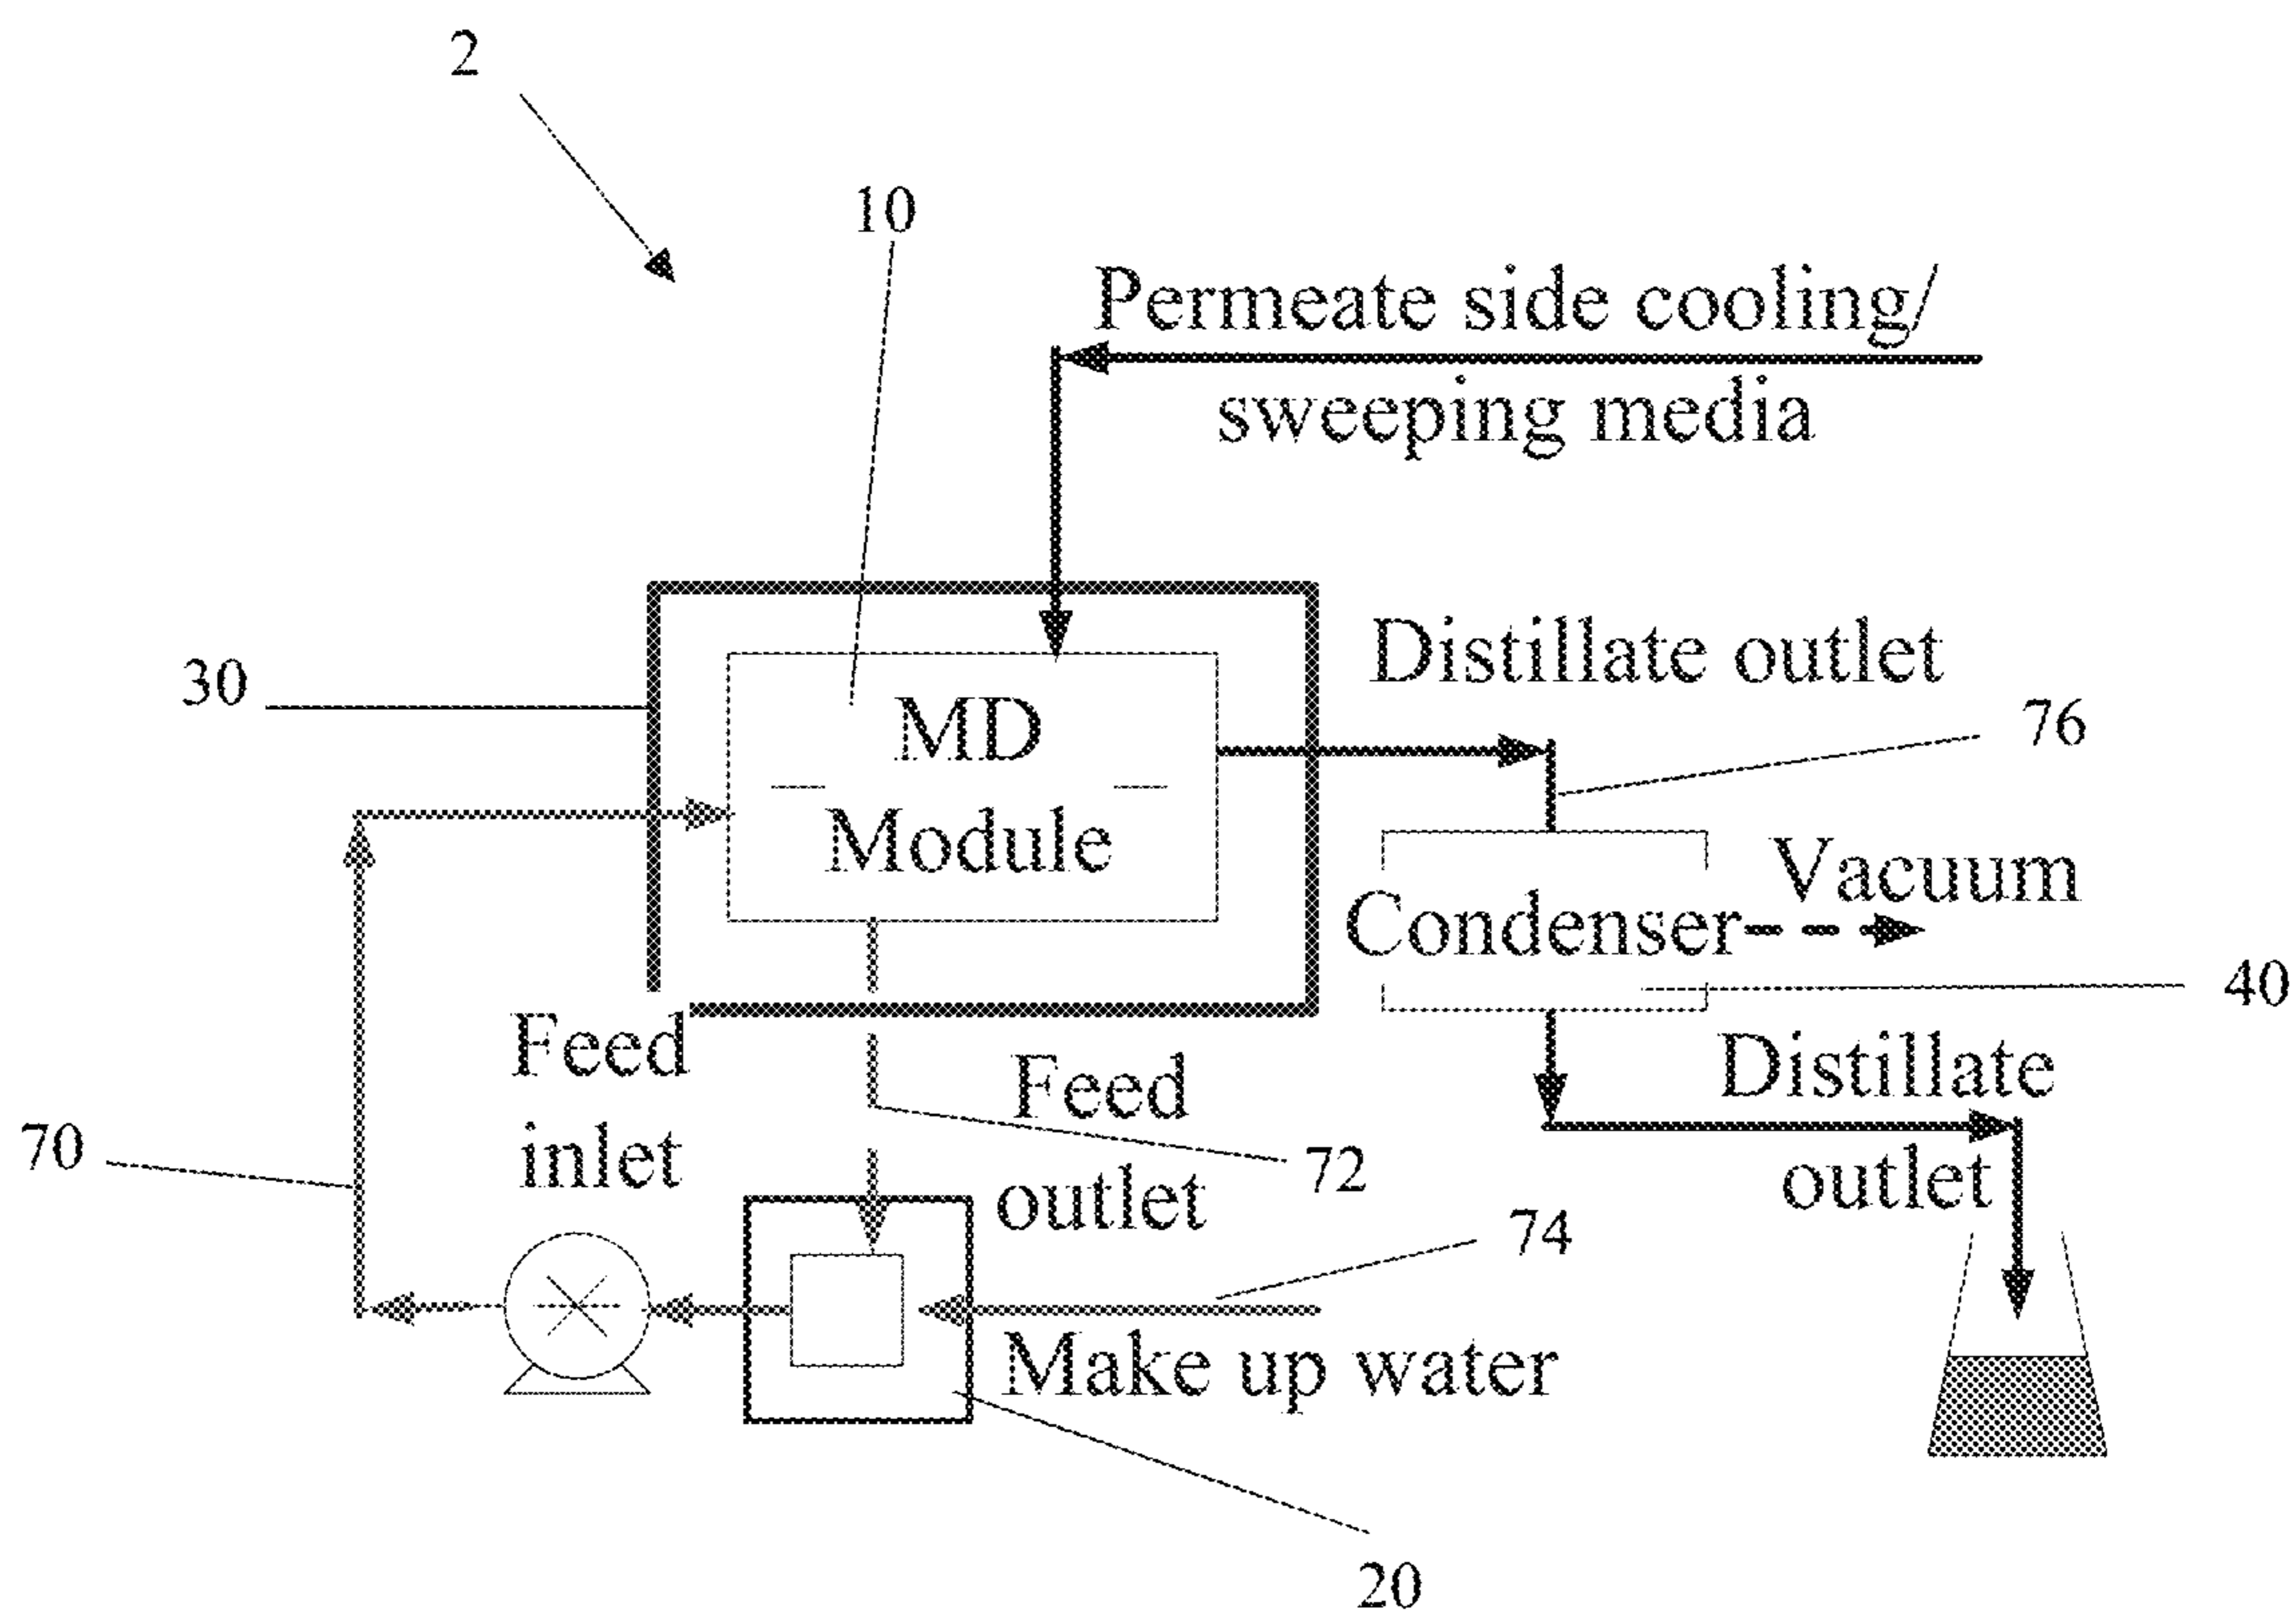 2
10
Permeate side cooling/
sweeping media
30
MD
Module
Distillate outlet
76
Condenser
Vacuum
40
Feed
inlet
Feed
outlet
72
Distillate
outlet
70
74
Make up water
20